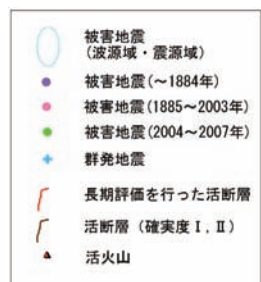 被害地震
(波源域・震源域)
被害地震(～1884年)
被害地震(1885～2003年)
被害地震(2004～2007年)
群発地震
長期評価を行った活断層
活断層（確実度Ⅰ,Ⅱ）
活火山